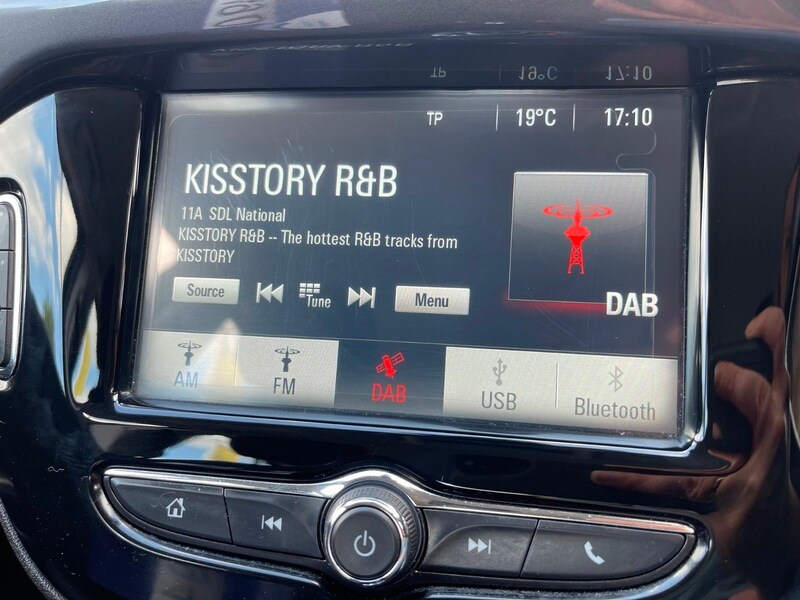 TP 19°C 17:10
KISSTORY R&B
11A SDL National
KISSTORY R&B -- The hottest R&B tracks from
KISSTORY
DAB
Source Tune Menu
AM FM DAB USB Bluetooth